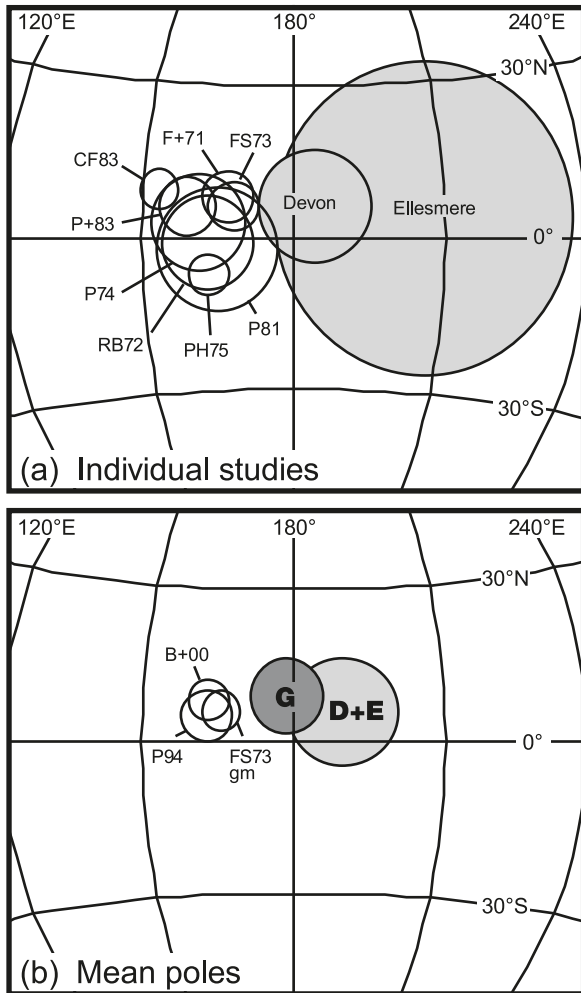 120°E 180° 240°E
30°N
F+71 FS73
CF83
Devon Ellesmere
P+83
0°
P74
RB72 P81
PH75
30°S
(a) Individual studies
120°E 180° 240°E
30°N
B+00
G D+E
P94 FS73
gm
0°
30°S
(b) Mean poles